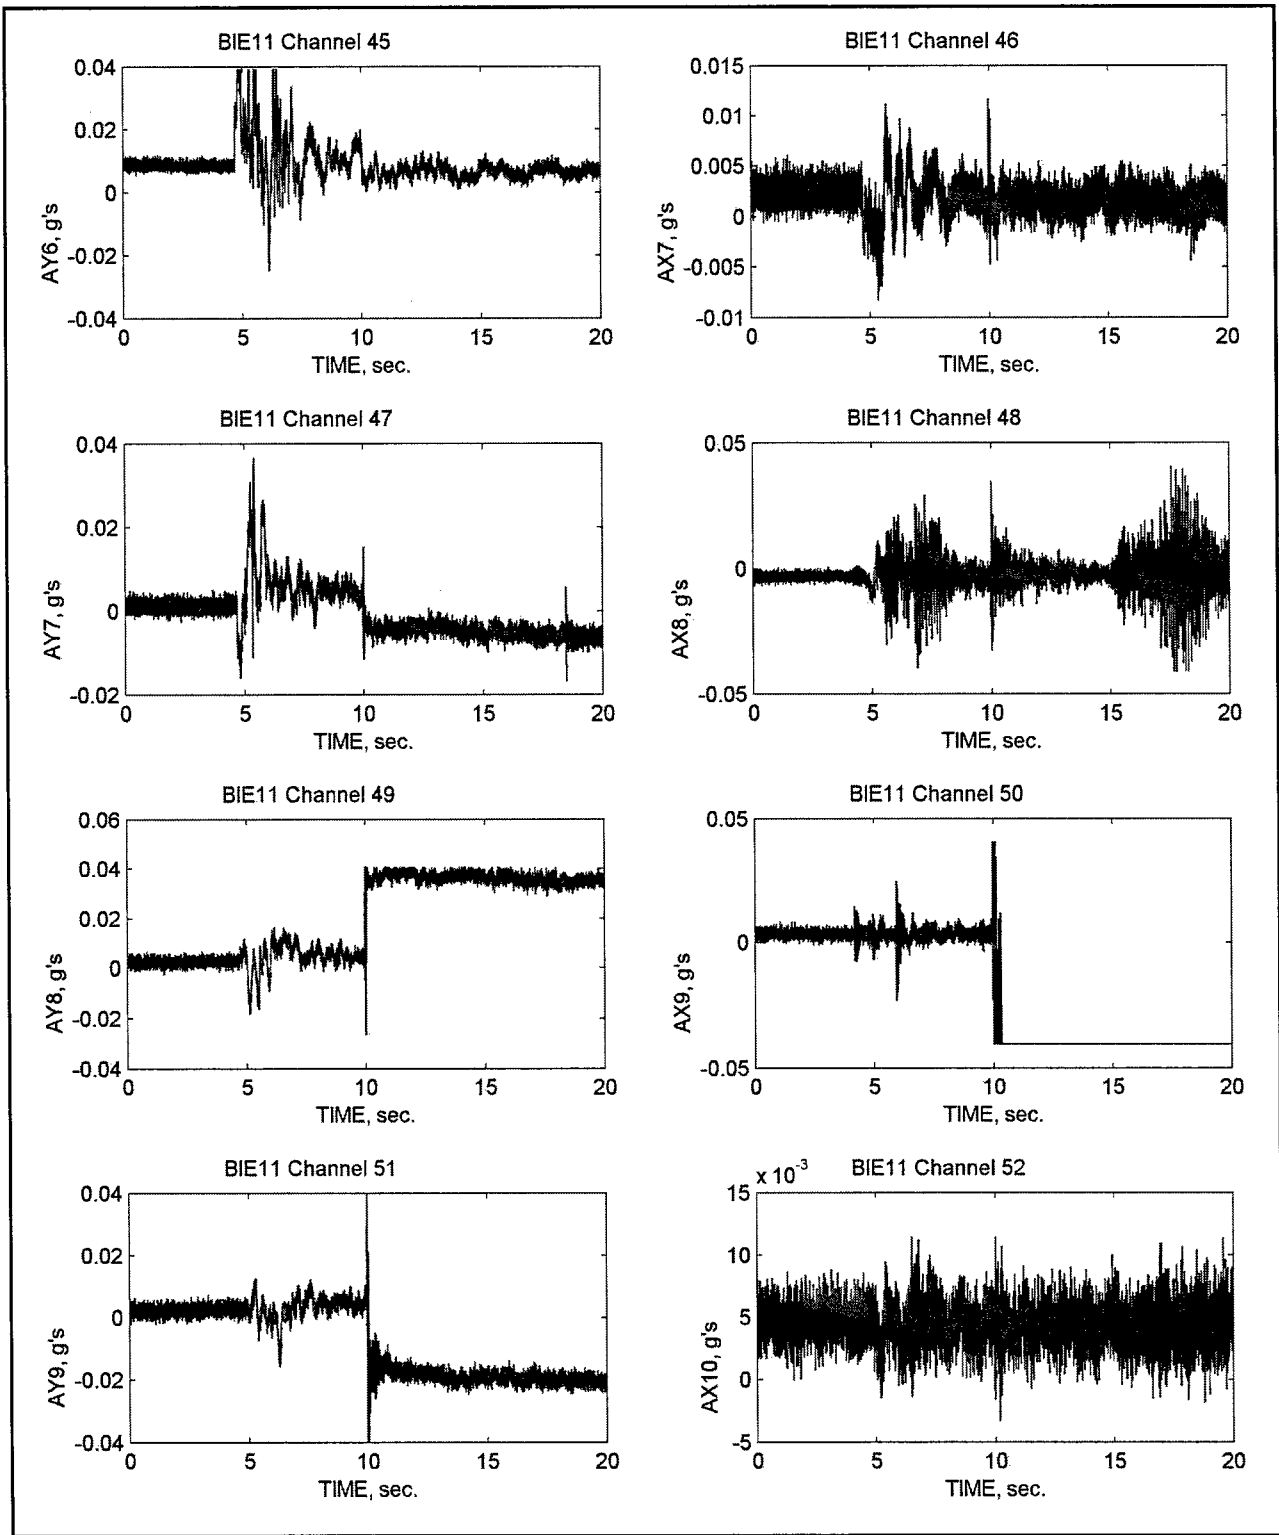 BIE11 Channel 45
0.04
0.02
0
-0.02
-0.04
AY6, g's
0 5 10 15 20
TIME, sec.
BIE11 Channel 46
0.015
0.01
0.005
0
-0.005
-0.01
AX7, g's
0 5 10 15 20
TIME, sec.
BIE11 Channel 47
0.04
0.02
0
-0.02
AY7, g's
0 5 10 15 20
TIME, sec.
BIE11 Channel 48
0.05
0
-0.05
AX8, g's
0 5 10 15 20
TIME, sec.
BIE11 Channel 49
0.06
0.04
0.02
0
-0.02
-0.04
AY8, g's
0 5 10 15 20
TIME, sec.
BIE11 Channel 50
0.05
0
-0.05
AX9, g's
0 5 10 15 20
TIME, sec.
BIE11 Channel 51
0.04
0.02
0
-0.02
-0.04
AY9, g's
0 5 10 15 20
TIME, sec.
BIE11 Channel 52
x 10-3
15
10
5
0
-5
AX10, g's
0 5 10 15 20
TIME, sec.